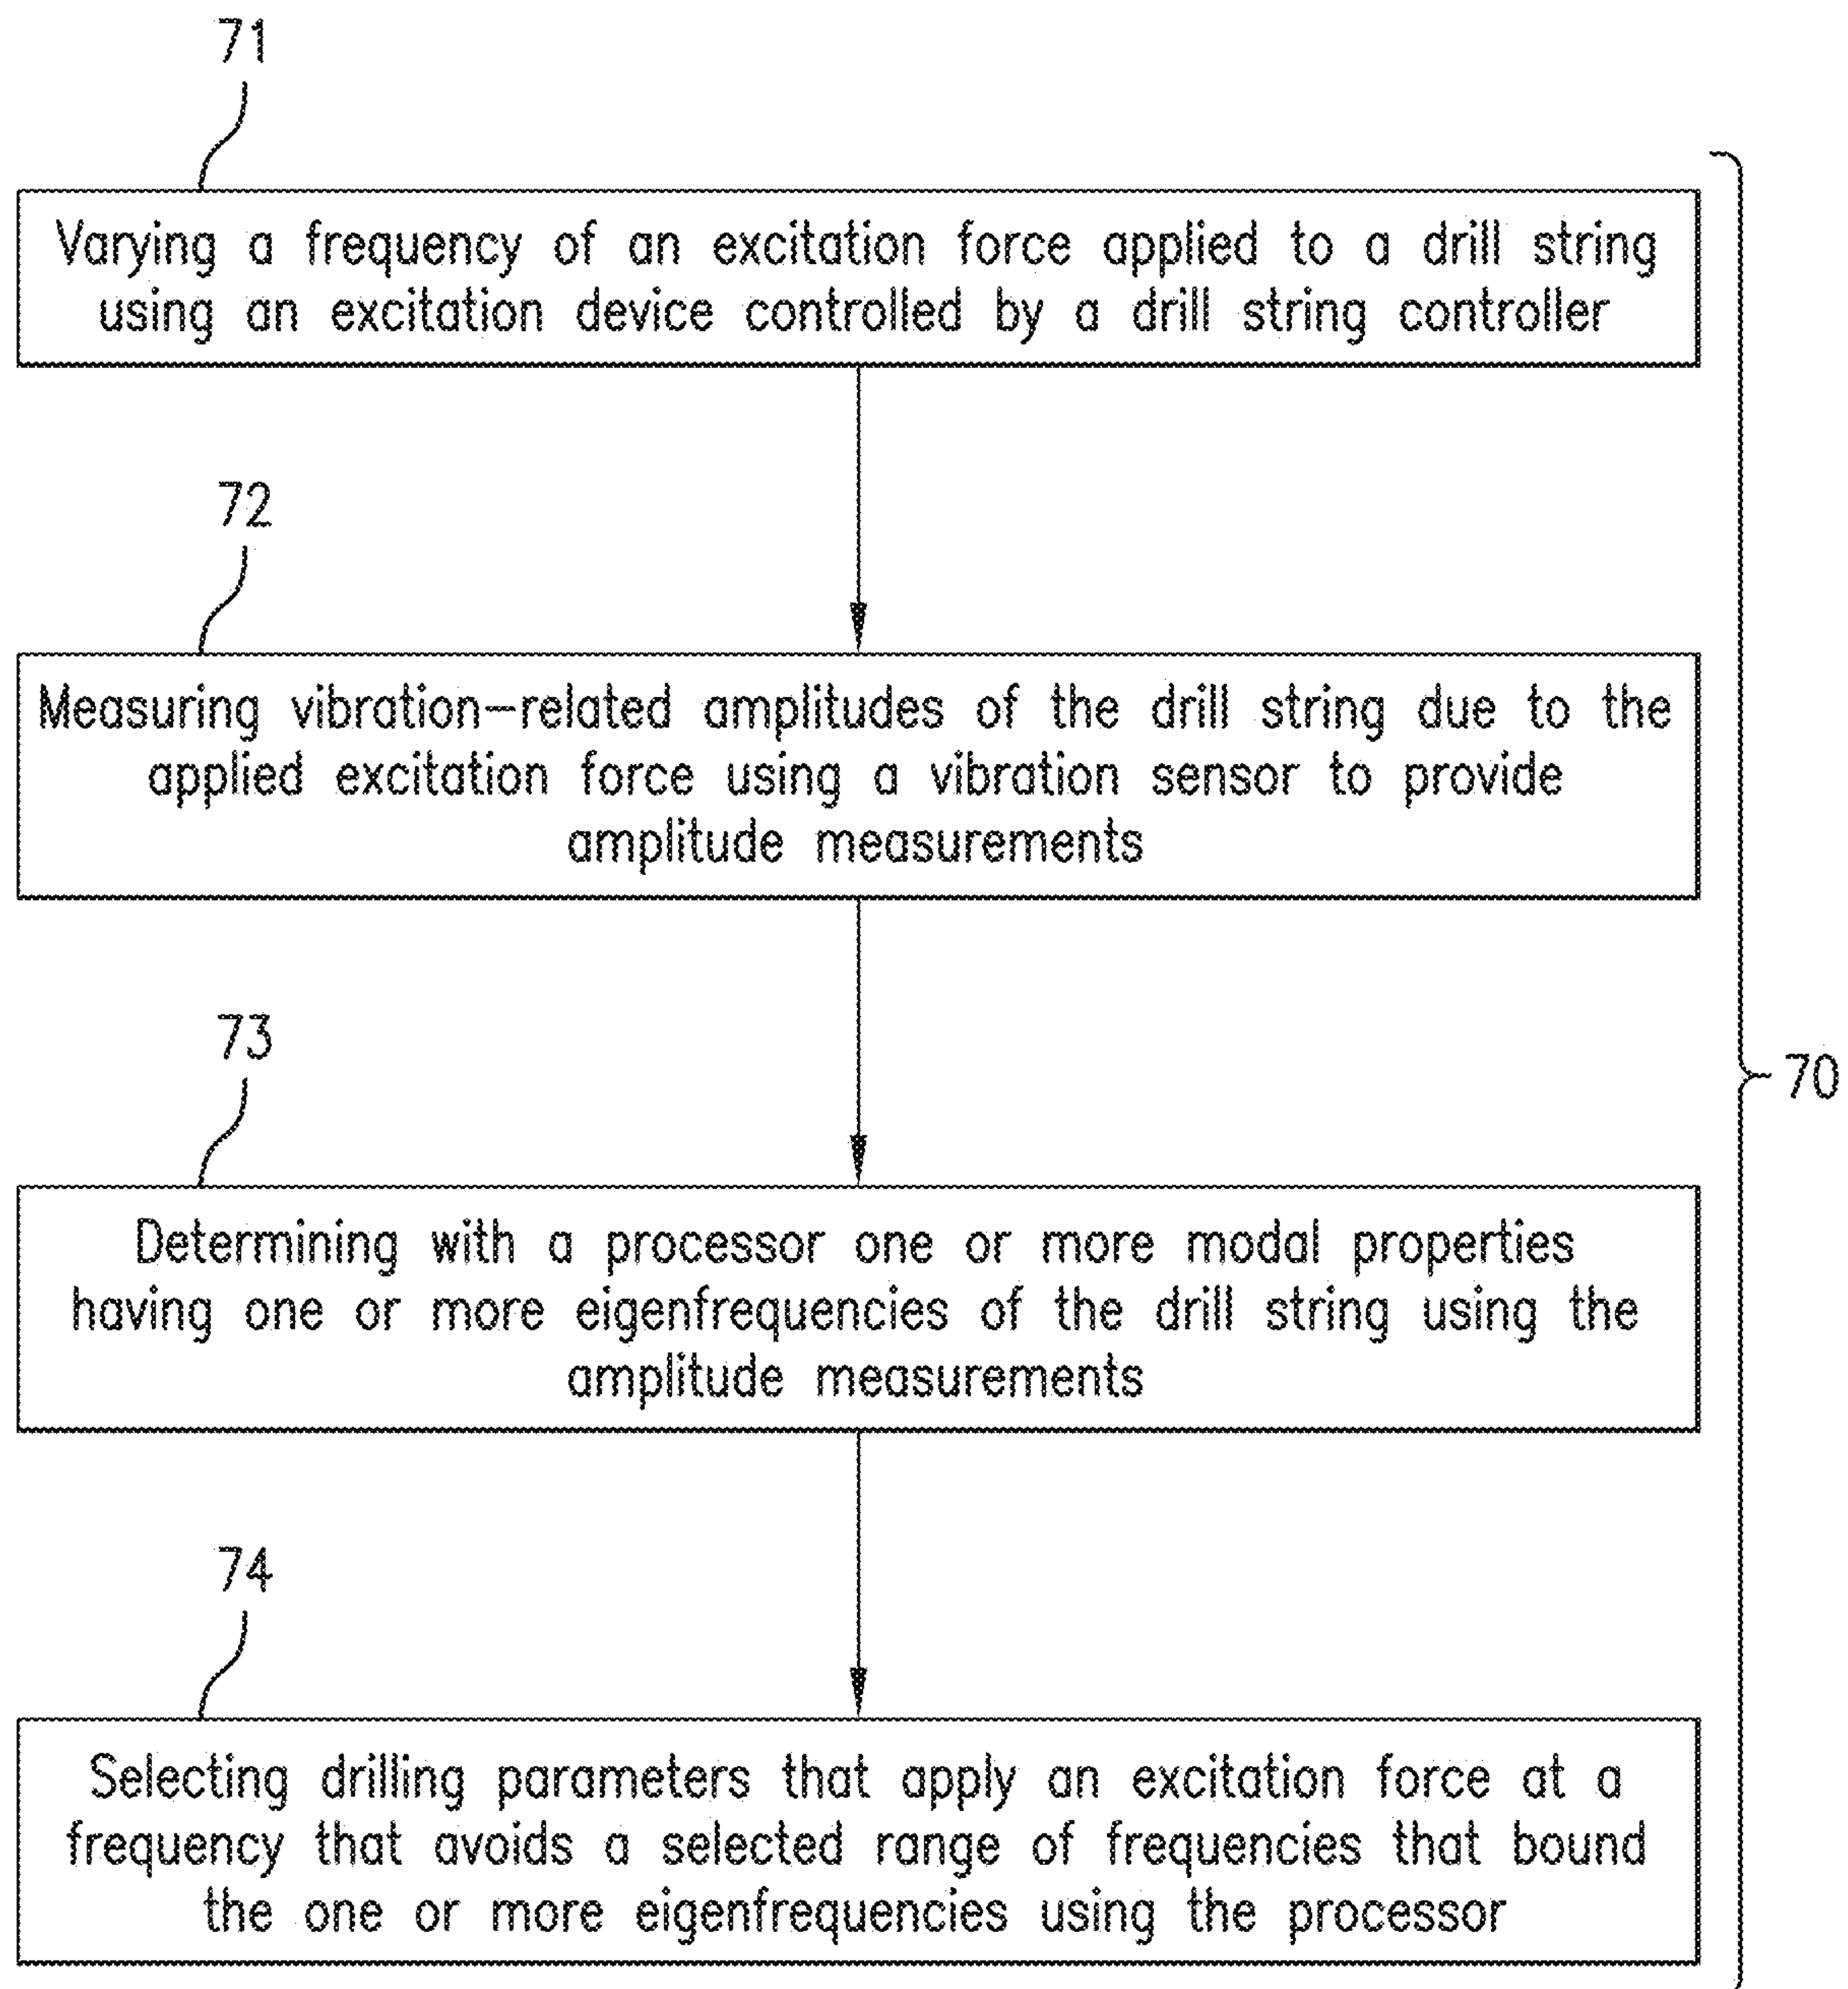 71
Varying a frequency of an excitation force applied to a drill string
using an excitation device controlled by a drill string controller
72
Measuring vibration–related amplitudes of the drill string due to the
applied excitation force using a vibration sensor to provide
amplitude measurements
73
70
Determining with a processor one or more modal properties
having one or more eigenfrequencies of the drill string using the
amplitude measurements
74
Selecting drilling parameters that apply an excitation force at a
frequency that avoids a selected range of frequencies that bound
the one or more eigenfrequencies using the processor